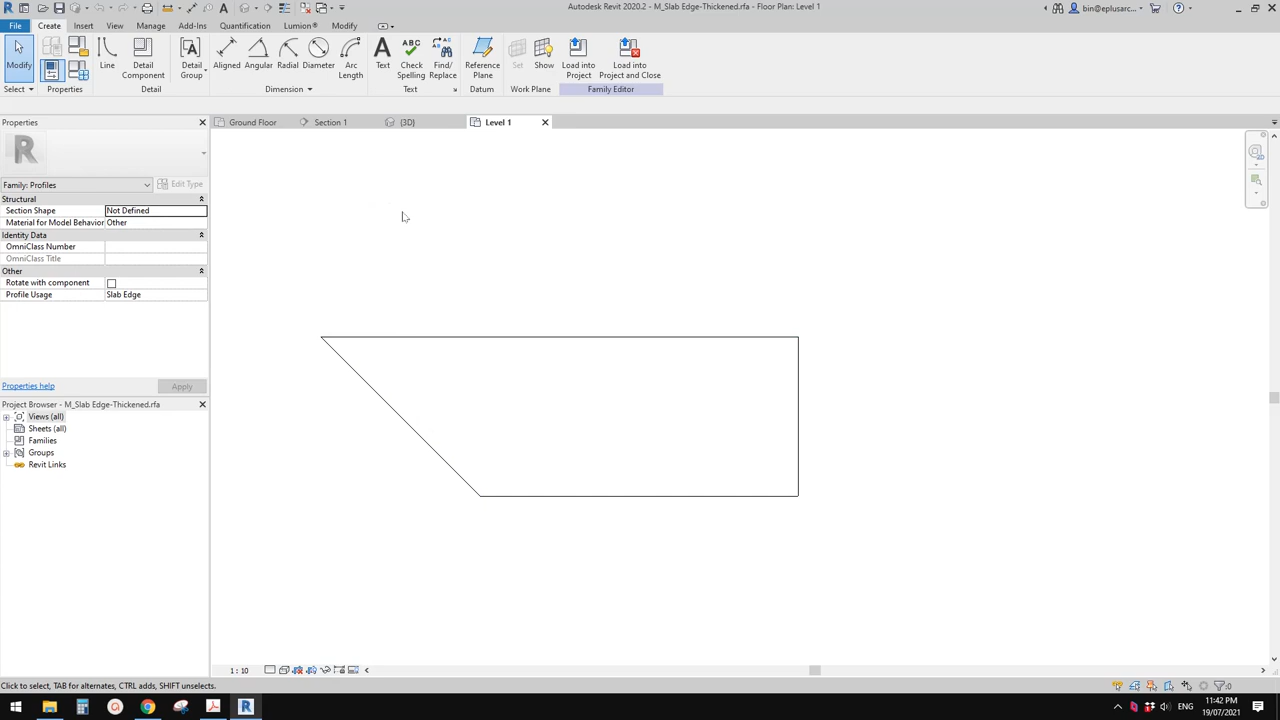 Autodesk Revit 2020.2 - M_Slab Edge-Thickened.rfa - Floor Plan: Level 1
bin@eplusarc...
File Create Insert View Manage Add-Ins Quantification Lumion® Modify
Modify
Line
Detail Component
Detail Group
Aligned
Angular
Radial
Diameter
Arc Length
Text
Check Spelling
Find/ Replace
Reference Plane
Set
Show
Load into Project
Load into Project and Close
Select
Properties
Detail
Dimension
Text
Datum
Work Plane
Family Editor
Properties
Ground Floor
Section 1
{3D}
Level 1
Family: Profiles
Edit Type
Structural
Section Shape Not Defined
Material for Model Behavior Other
Identity Data
OmniClass Number
OmniClass Title
Other
Rotate with component
Profile Usage Slab Edge
Properties help
Apply
Project Browser - M_Slab Edge-Thickened.rfa
Views (all)
Sheets (all)
Families
Groups
Revit Links
1 : 10
Click to select, TAB for alternates, CTRL adds, SHIFT unselects.
:0
ENG
11:42 PM
19/07/2021